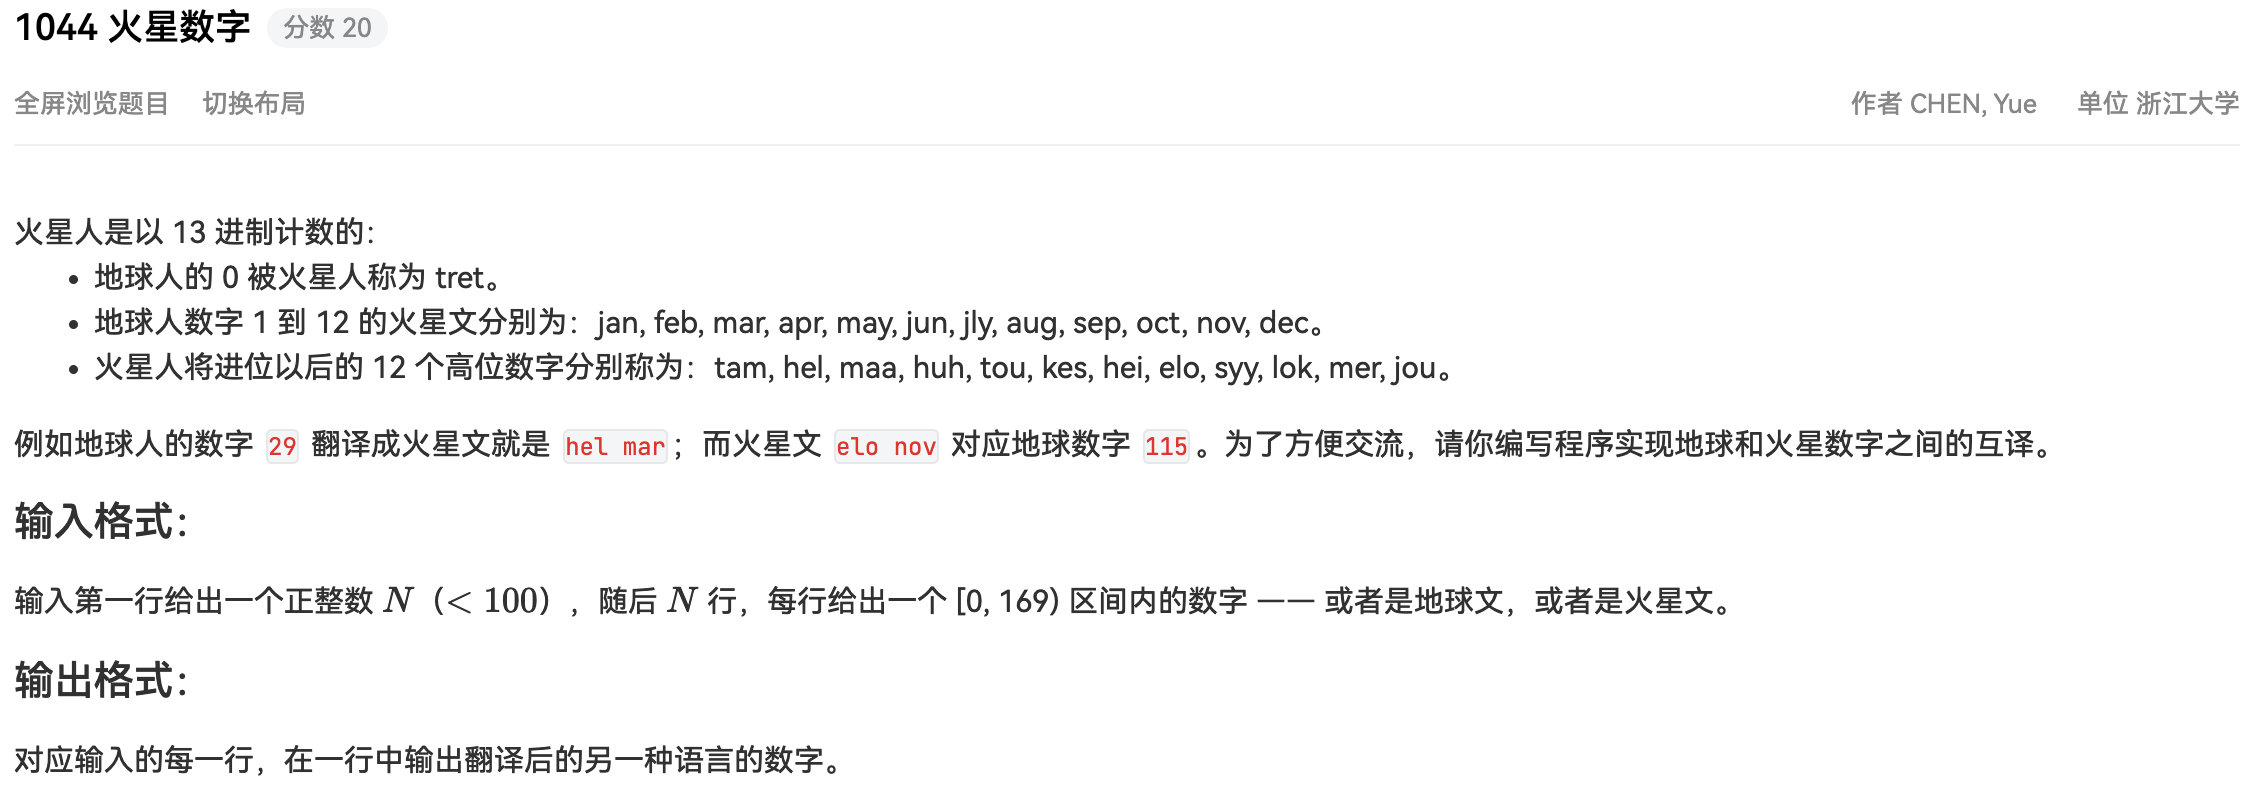 1044 火星数字 分数 20
全屏浏览题目 切换布局 作者 CHEN, Yue 单位 浙江大学
火星人是以 13 进制计数的：
• 地球人的 0 被火星人称为 tret。
• 地球人数字 1 到 12 的火星文分别为：jan, feb, mar, apr, may, jun, jly, aug, sep, oct, nov, dec。
• 火星人将进位以后的 12 个高位数字分别称为：tam, hel, maa, huh, tou, kes, hei, elo, syy, lok, mer, jou。
例如地球人的数字 29 翻译成火星文就是 hel mar；而火星文 elo nov 对应地球数字 115。为了方便交流，请你编写程序实现地球和火星数字之间的互译。
输入格式：
输入第一行给出一个正整数 N（< 100），随后 N 行，每行给出一个 [0, 169) 区间内的数字 —— 或者是地球文，或者是火星文。
输出格式：
对应输入的每一行，在一行中输出翻译后的另一种语言的数字。